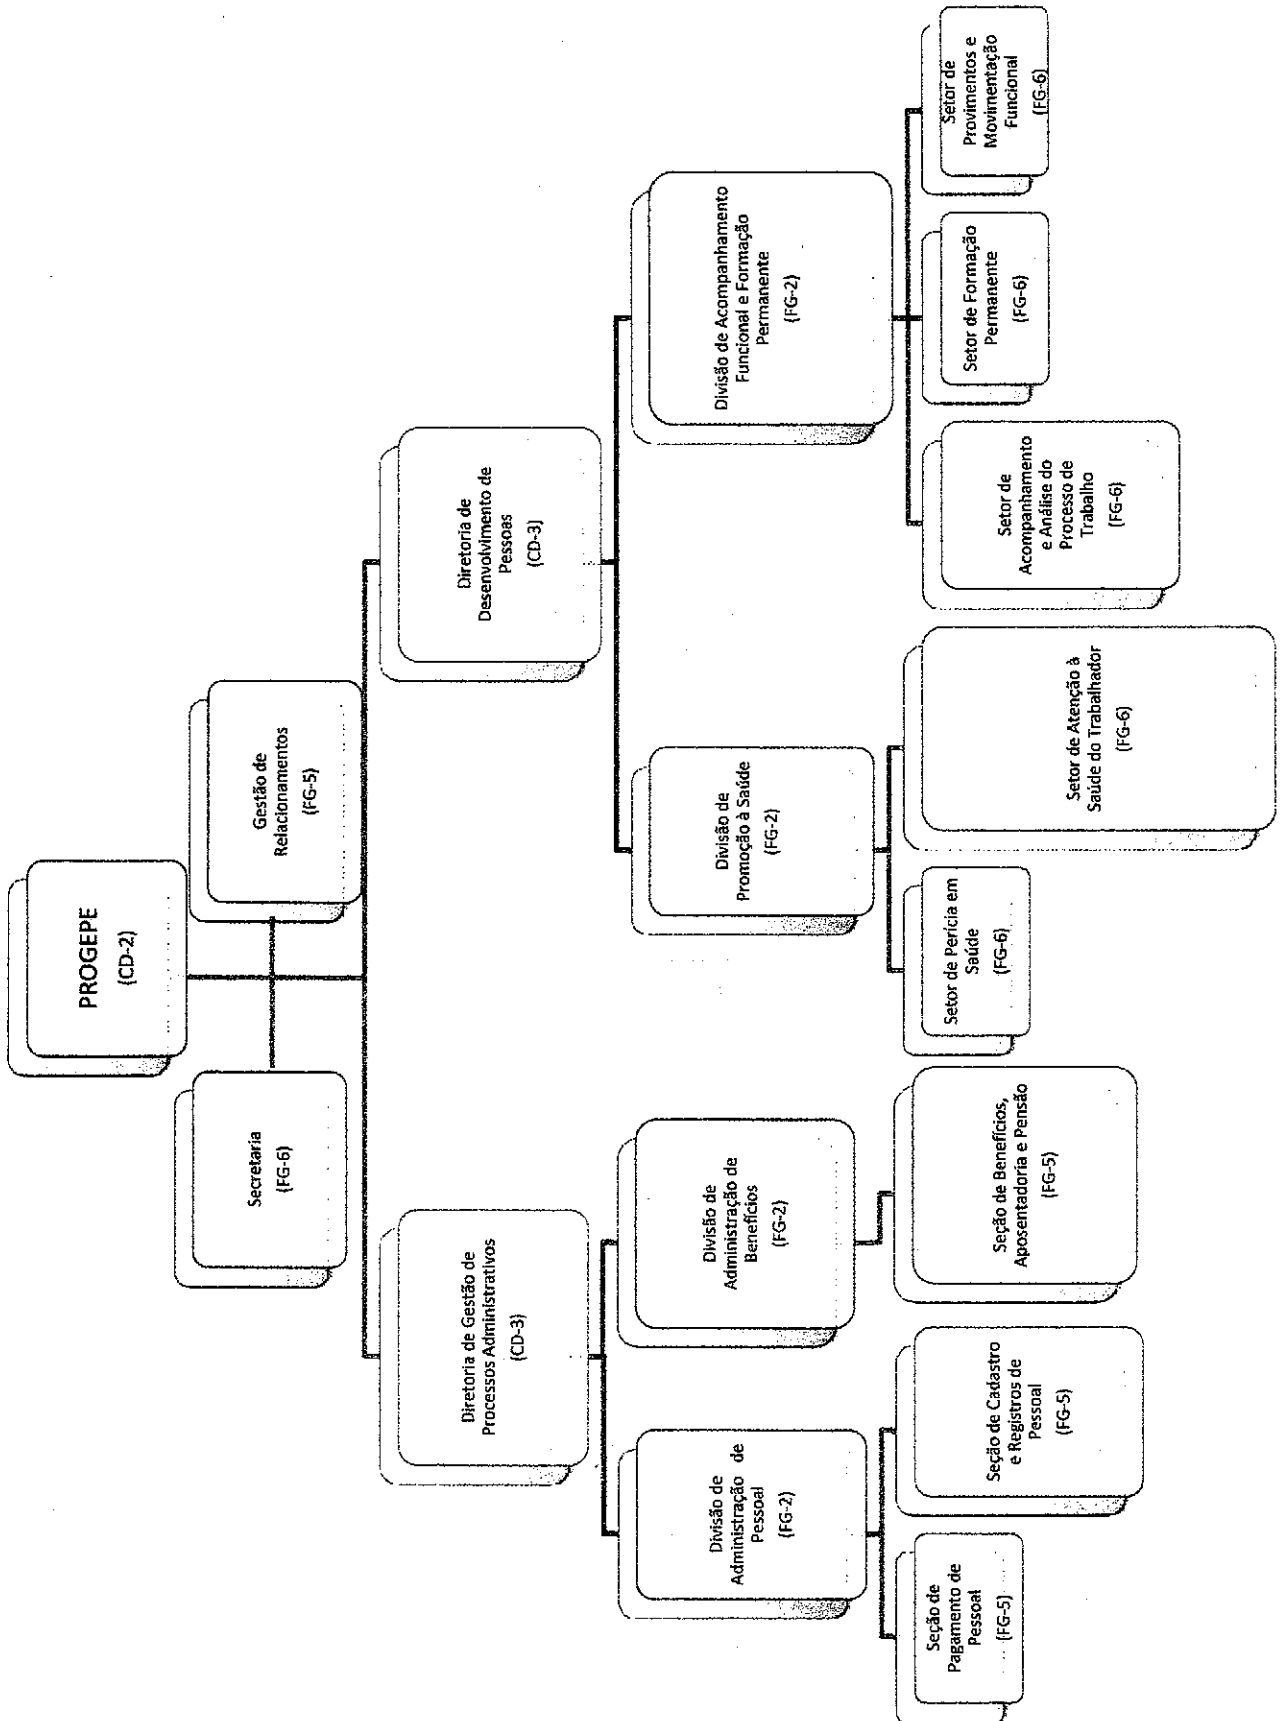 PROGEPE
(CD-2)
Secretaria
(FG-6)
Gestão de
Relacionamentos
(FG-5)
Diretoria de Gestão de
Processos Administrativos
(CD-3)
Diretoria de
Desenvolvimento de
Pessoas
(CD-3)
Divisão de
Administração de
Pessoal
(FG-2)
Divisão de
Administração de
Benefícios
(FG-2)
Divisão de
Promoção à Saúde
(FG-2)
Divisão de Acompanhamento
Funcional e Formação
Permanente
(FG-2)
Seção de
Pagamento de
Pessoal
(FG-5)
Seção de Cadastro
e Registros de
Pessoal
(FG-5)
Seção de Benefícios,
Aposentadoria e Pensão
(FG-5)
Setor de Perícia em
Saúde
(FG-6)
Setor de Atenção à
Saúde do Trabalhador
(FG-6)
Setor de
Acompanhamento
e Análise do
Processo de
Trabalho
(FG-6)
Setor de Formação
Permanente
(FG-6)
Setor de
Provimentos e
Movimentação
Funcional
(FG-6)